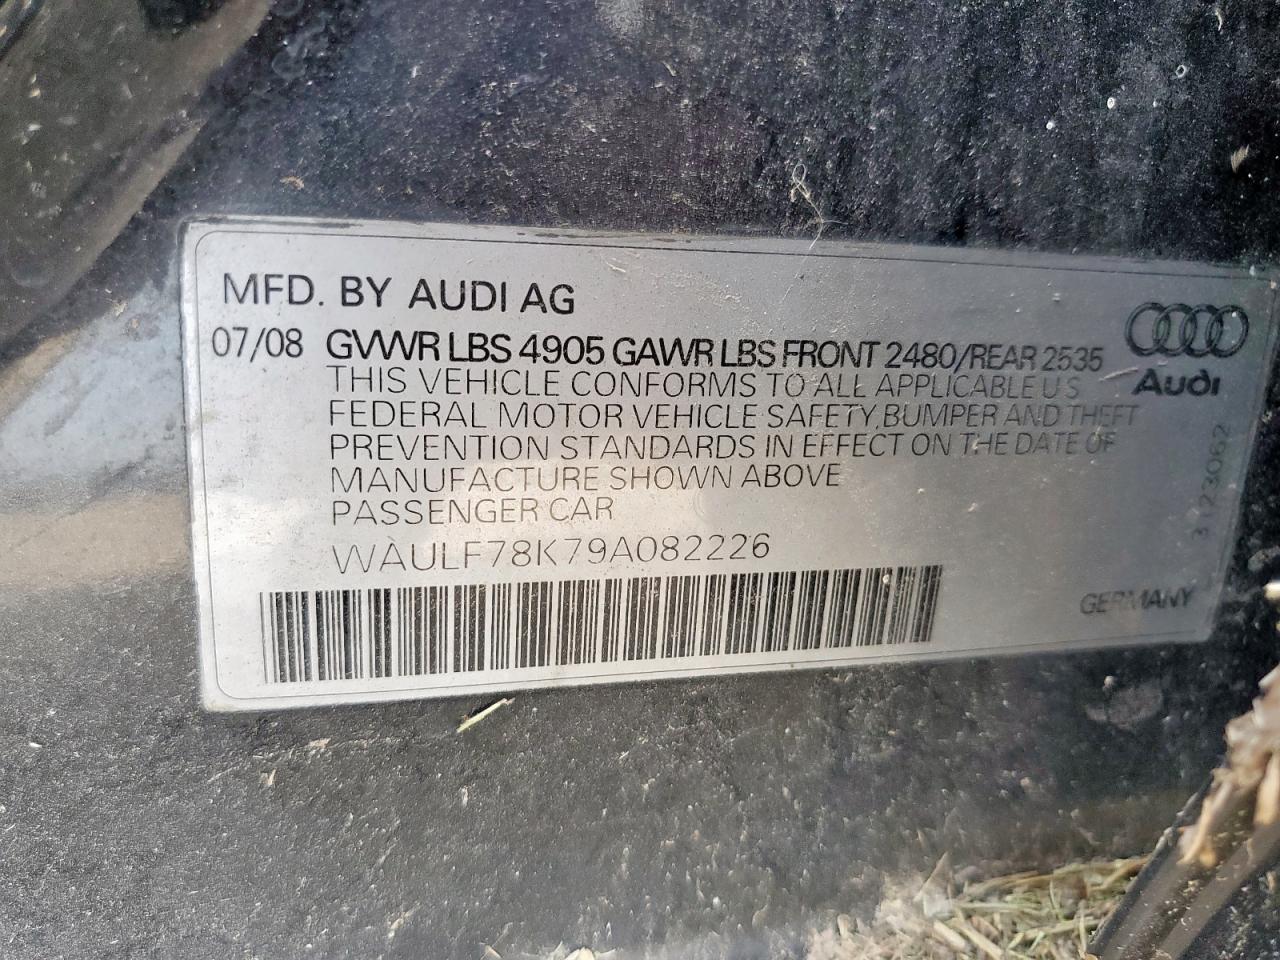 MFD. BY AUDI AG
07/08 GVWR LBS 4905 GAWR LBS FRONT 2480/REAR 2535
THIS VEHICLE CONFORMS TO ALL APPLICABLE U S
FEDERAL MOTOR VEHICLE SAFETY, BUMPER AND THEFT
PREVENTION STANDARDS IN EFFECT ON THE DATE OF
MANUFACTURE SHOWN ABOVE
PASSENGER CAR
WAULF78K79A082226
Audi
GERMANY